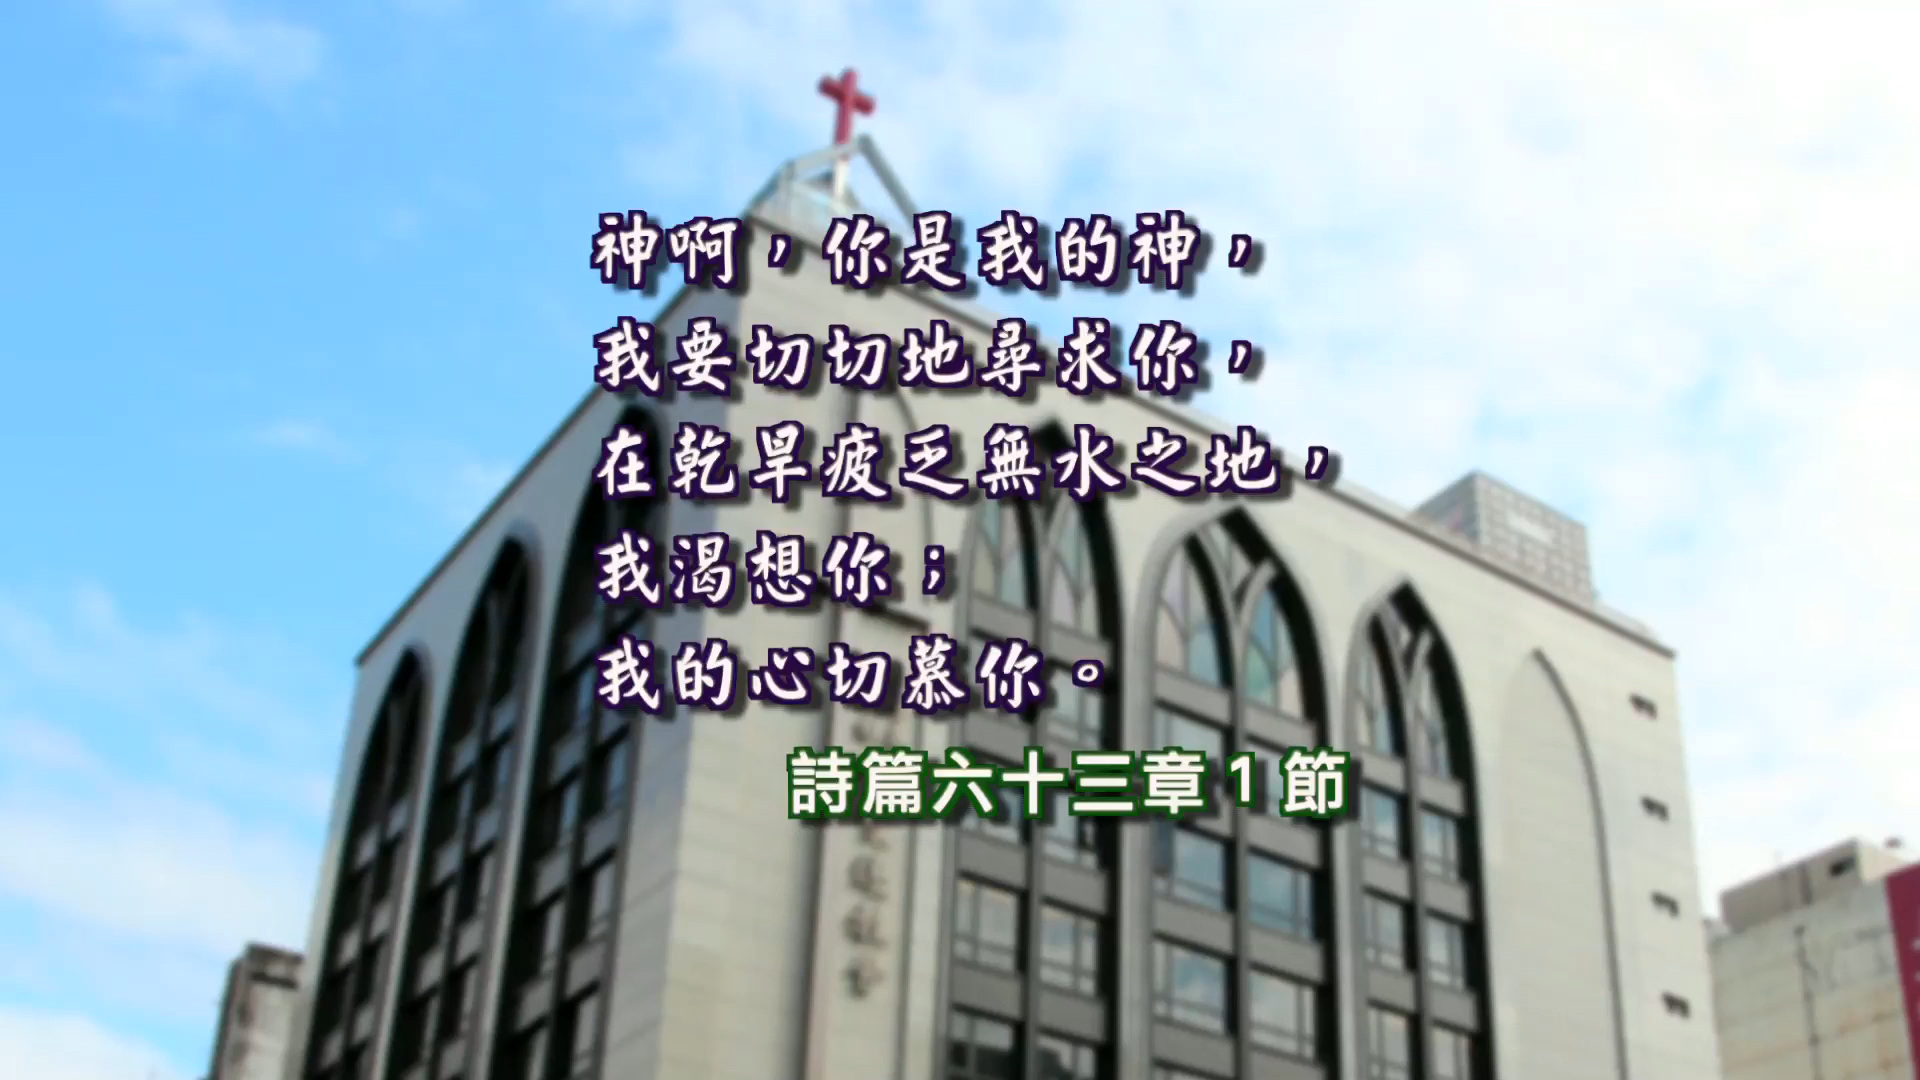 神啊，你是我的神，
我要切切地尋求你，
在乾旱疲乏無水之地，
我渴想你；
我的心切慕你。
詩篇六十三章1節